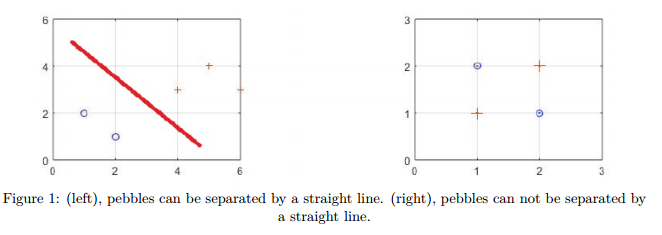 6
4
2
0
0 2 4 6
3
2
1
0
0 1 2 3
Figure 1: (left), pebbles can be separated by a straight line. (right), pebbles can not be separated by
a straight line.